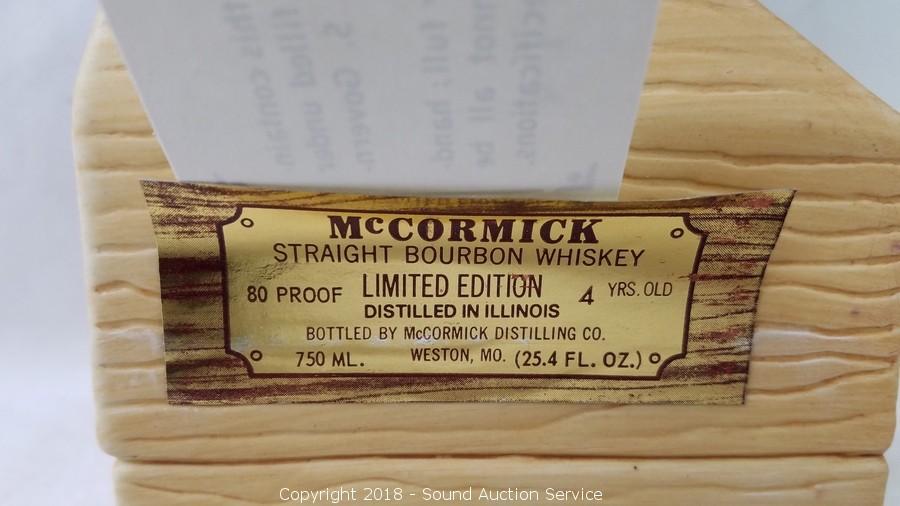 McCORMICK
STRAIGHT BOURBON WHISKEY
80 PROOF LIMITED EDITION 4 YRS. OLD
DISTILLED IN ILLINOIS
BOTTLED BY McCORMICK DISTILLING CO.
750 ML. WESTON, MO. (25.4 FL. OZ.)
Copyright 2018 - Sound Auction Service